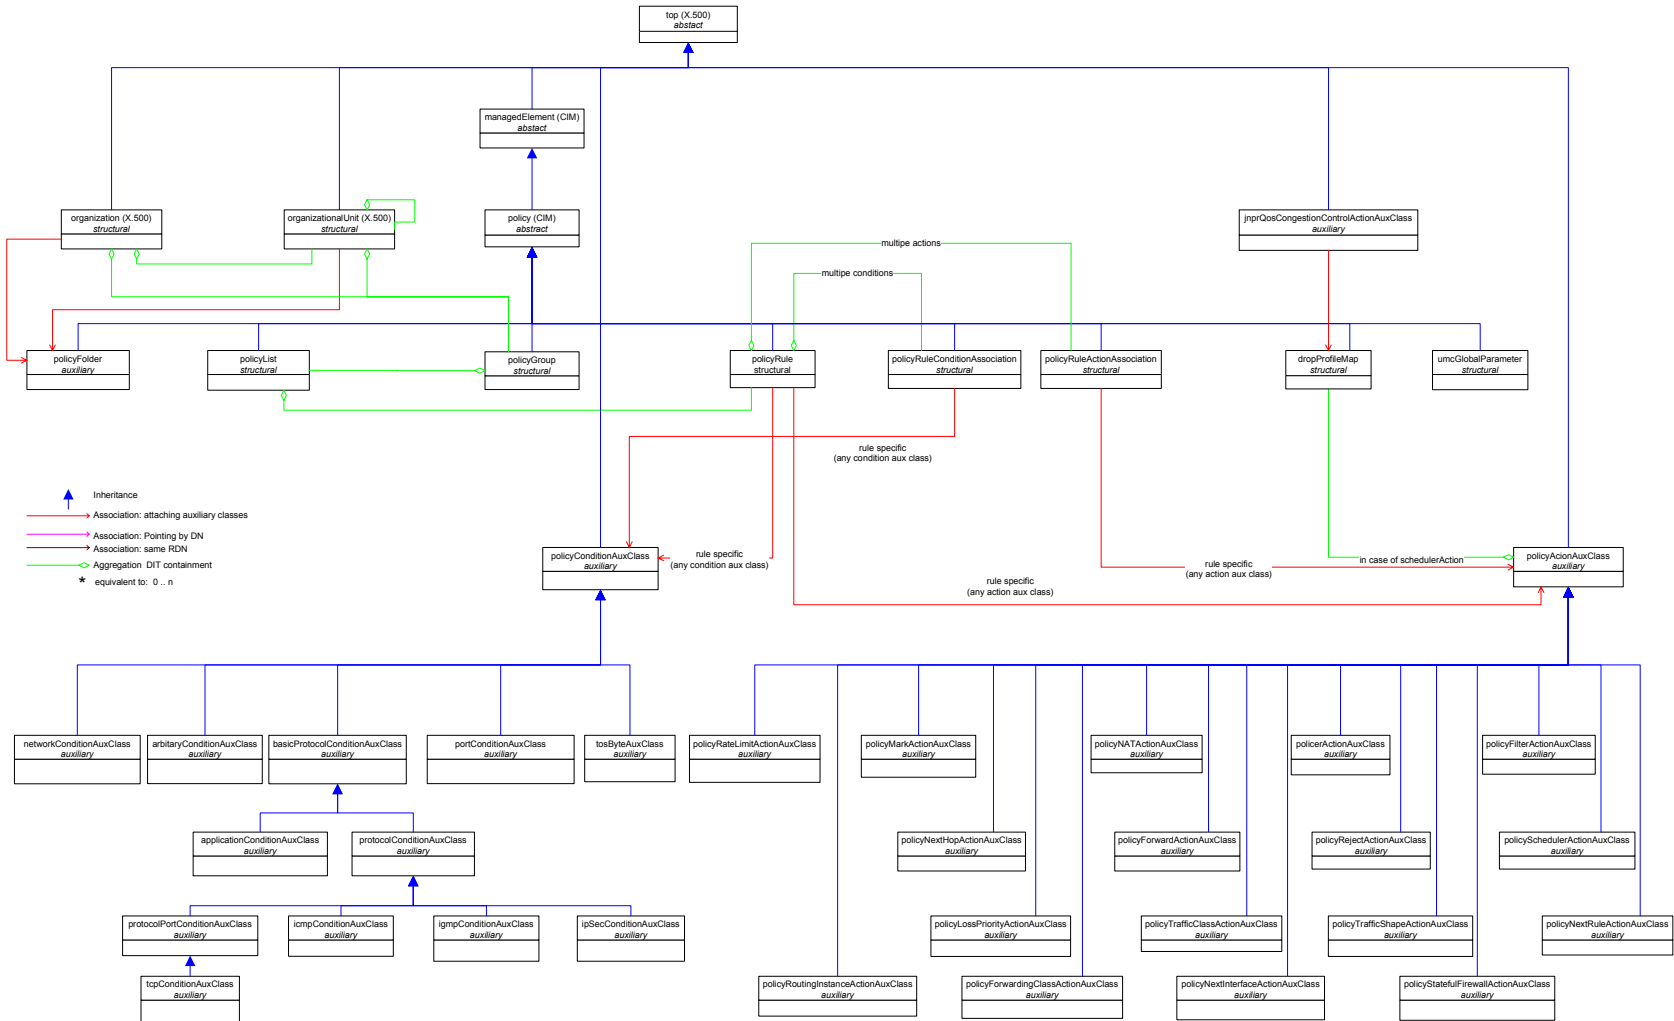 top (X.500)
abstact
managedElement (CIM)
abstact
organization (X.500)
structural
organizationalUnit (X.500)
structural
policy (CIM)
abstract
jnprQosCongestionControlActionAuxClass
auxiliary
multipe actions
multipe conditions
policyFolder
auxiliary
policyList
structural
policyGroup
structural
policyRule
structural
policyRuleConditionAssociation
structural
policyRuleActionAssociation
structural
dropProfileMap
structural
umcGlobalParameter
structural
rule specific
(any condition aux class)
Inheritance
Association: attaching auxiliary classes
Association: Pointing by DN
Association: same RDN
Aggregation DIT containment
* equivalent to: 0 .. n
policyConditionAuxClass
auxiliary
rule specific
(any condition aux class)
rule specific
(any action aux class)
rule specific
(any action aux class)
in case of schedulerAction
policyAcionAuxClass
auxiliary
networkConditionAuxClass
auxiliary
arbitaryConditionAuxClass
auxiliary
basicProtocolConditionAuxClass
auxiliary
portConditionAuxClass
auxiliary
tosByteAuxClass
auxiliary
policyRateLimitActionAuxClass
auxiliary
policyMarkActionAuxClass
auxiliary
policyNATActionAuxClass
auxiliary
policerActionAuxClass
auxiliary
policyFilterActionAuxClass
auxiliary
applicationConditionAuxClass
auxiliary
protocolConditionAuxClass
auxiliary
policyNextHopActionAuxClass
auxiliary
policyForwardActionAuxClass
auxiliary
policyRejectActionAuxClass
auxiliary
policySchedulerActionAuxClass
auxiliary
protocolPortConditionAuxClass
auxiliary
icmpConditionAuxClass
auxiliary
igmpConditionAuxClass
auxiliary
ipSecConditionAuxClass
auxiliary
policyLossPriorityActionAuxClass
auxiliary
policyTrafficClassActionAuxClass
auxiliary
policyTrafficShapeActionAuxClass
auxiliary
policyNextRuleActionAuxClass
auxiliary
tcpConditionAuxClass
auxiliary
policyRoutingInstanceActionAuxClass
auxiliary
policyForwardingClassActionAuxClass
auxiliary
policyNextInterfaceActionAuxClass
auxiliary
policyStatefulFirewallActionAuxClass
auxiliary